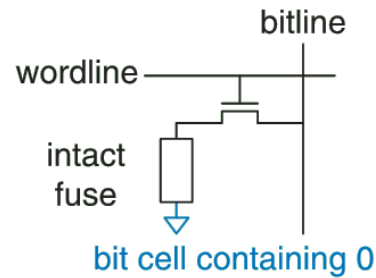 bitline
wordline
intact
fuse
bit cell containing 0